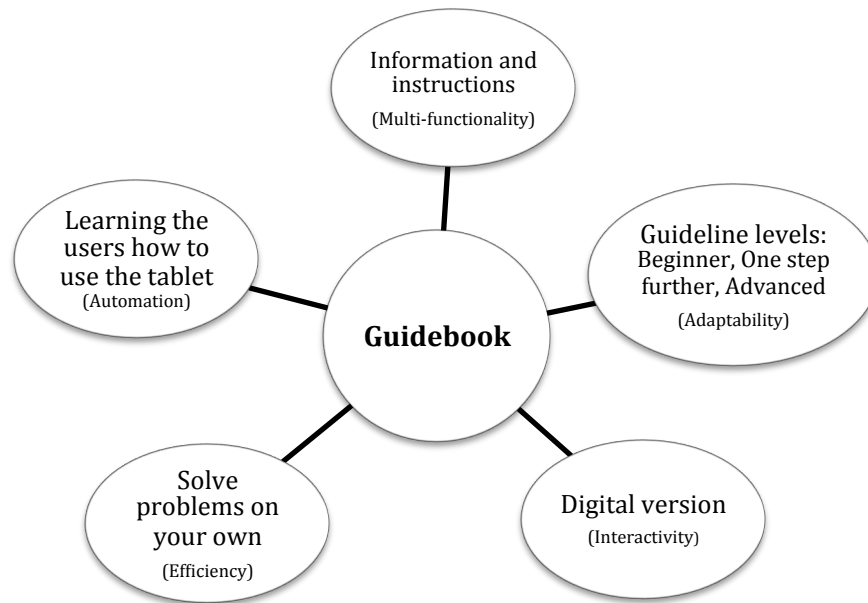 Information and
instructions
(Multi-functionality)
Learning the
users how to
use the tablet
(Automation)
Guideline levels:
Beginner, One step
further, Advanced
(Adaptability)
Guidebook
Solve
problems on
your own
(Efficiency)
Digital version
(Interactivity)